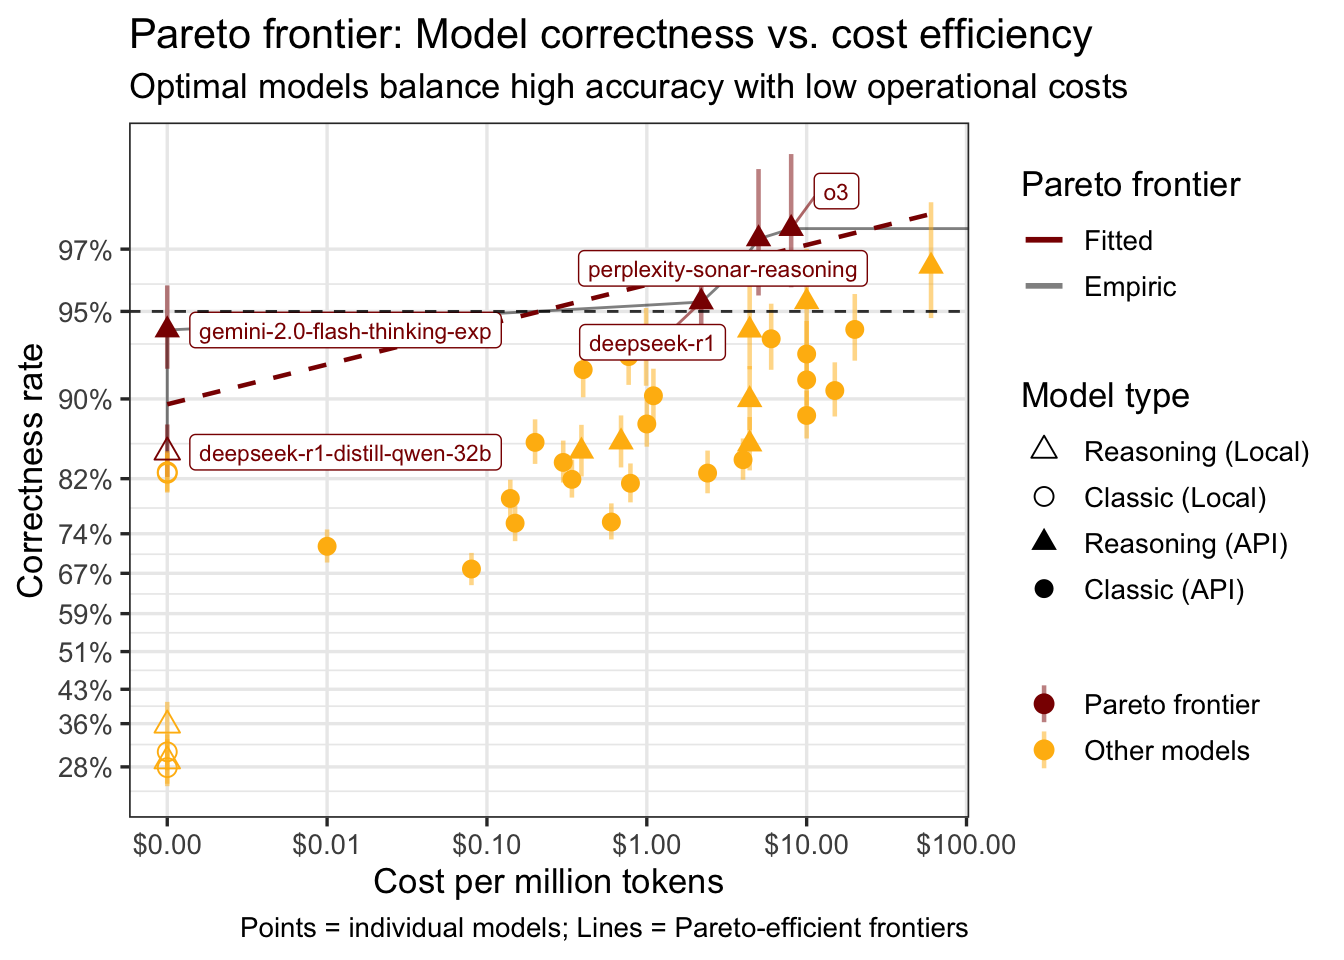 Pareto frontier: Model correctness vs. cost efficiency
Optimal models balance high accuracy with low operational costs
Correctness rate
97%
95%
90%
82%
74%
67%
59%
51%
43%
36%
28%
o3
perplexity-sonar-reasoning
gemini-2.0-flash-thinking-exp
deepseek-r1
deepseek-r1-distill-qwen-32b
$0.00
$0.01
$0.10
$1.00
$10.00
$100.00
Cost per million tokens
Points = individual models; Lines = Pareto-efficient frontiers
Pareto frontier
Fitted
Empiric
Model type
Reasoning (Local)
Classic (Local)
Reasoning (API)
Classic (API)
Pareto frontier
Other models